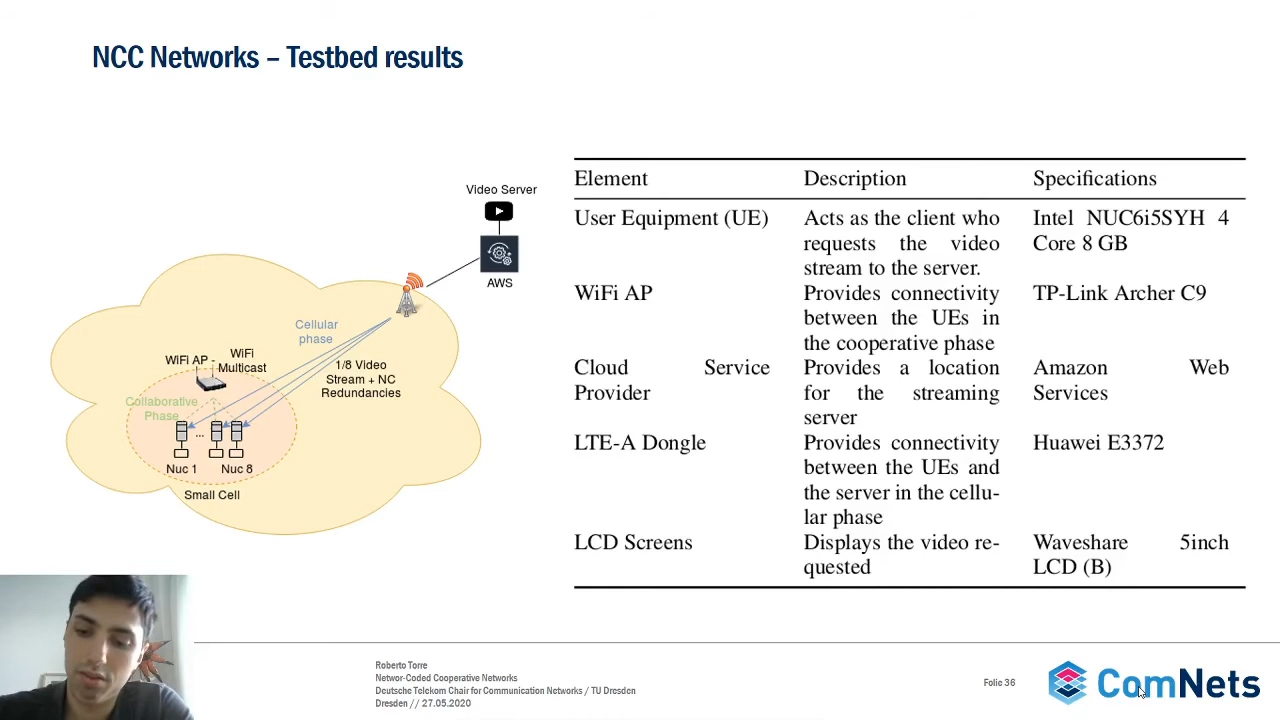 NCC Networks – Testbed results
Video Server
AWS
Cellular
phase
WiFi AP -
WiFi
Multicast
1/8 Video
Stream + NC
Redundancies
Collaborative
Phase
...
Nuc 1
Nuc 8
Small Cell
Element Description Specifications
User Equipment (UE) Acts as the client who Intel NUC6i5SYH 4
requests the video Core 8 GB
stream to the server.
WiFi AP Provides connectivity TP-Link Archer C9
between the UEs in
the cooperative phase
Cloud Service Provides a location Amazon Web
Provider for the streaming Services
server
LTE-A Dongle Provides connectivity Huawei E3372
between the UEs and
the server in the cellu-
lar phase
LCD Screens Displays the video re- Waveshare 5inch
quested LCD (B)
Roberto Torre
Networ-Coded Cooperative Networks
Deutsche Telekom Chair for Communication Networks / TU Dresden
Dresden // 27.05.2020
Folie 36
ComNets